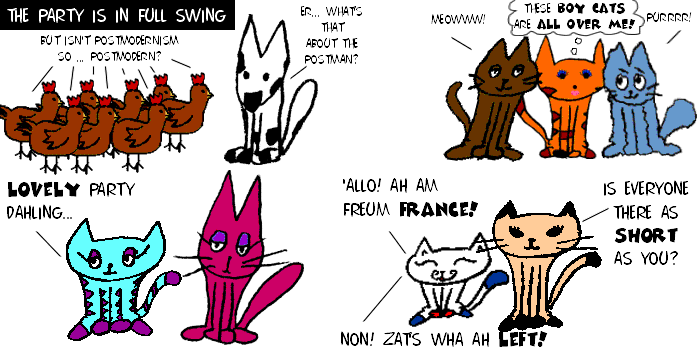 THE PARTY IS IN FULL SWING
BUT ISN'T POSTMODERNISM
SO ... POSTMODERN?
ER... WHAT'S
THAT
ABOUT THE
POSTMAN?
MEOWWW!
THESE BOY CATS
ARE ALL OVER ME!
PURRRR!
LOVELY PARTY
DAHLING...
'ALLO! AH AM
FREUM FRANCE!
IS EVERYONE
THERE AS
SHORT
AS YOU?
NON! ZAT'S WHA AH LEFT!